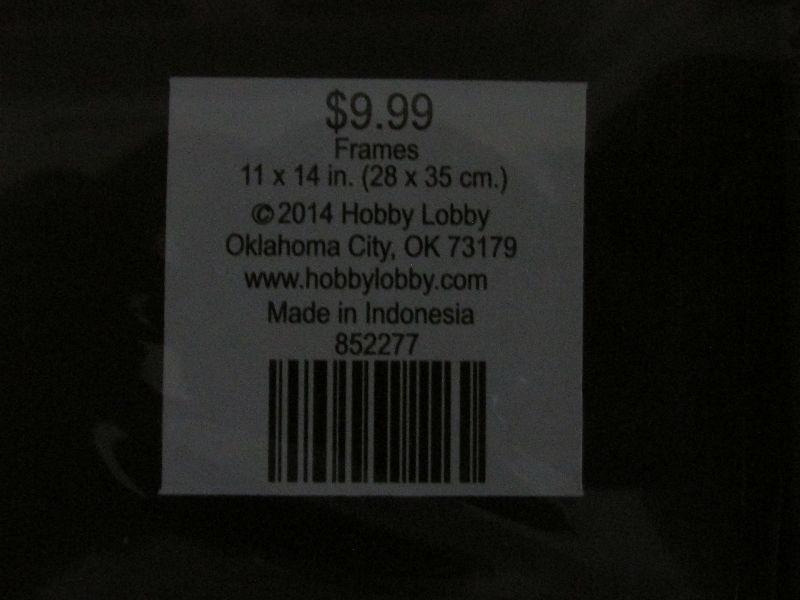 $9.99
Frames
11 x 14 in. (28 x 35 cm.)
©2014 Hobby Lobby
Oklahoma City, OK 73179
www.hobbylobby.com
Made in Indonesia
852277